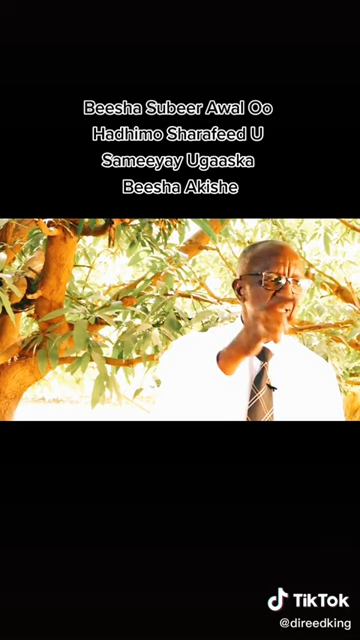 Beesha Subeer Awal Oo
Hadhimo Sharafeed U
Sameeyay Ugaaska
Beesha Akishe
TikTok
@direedking